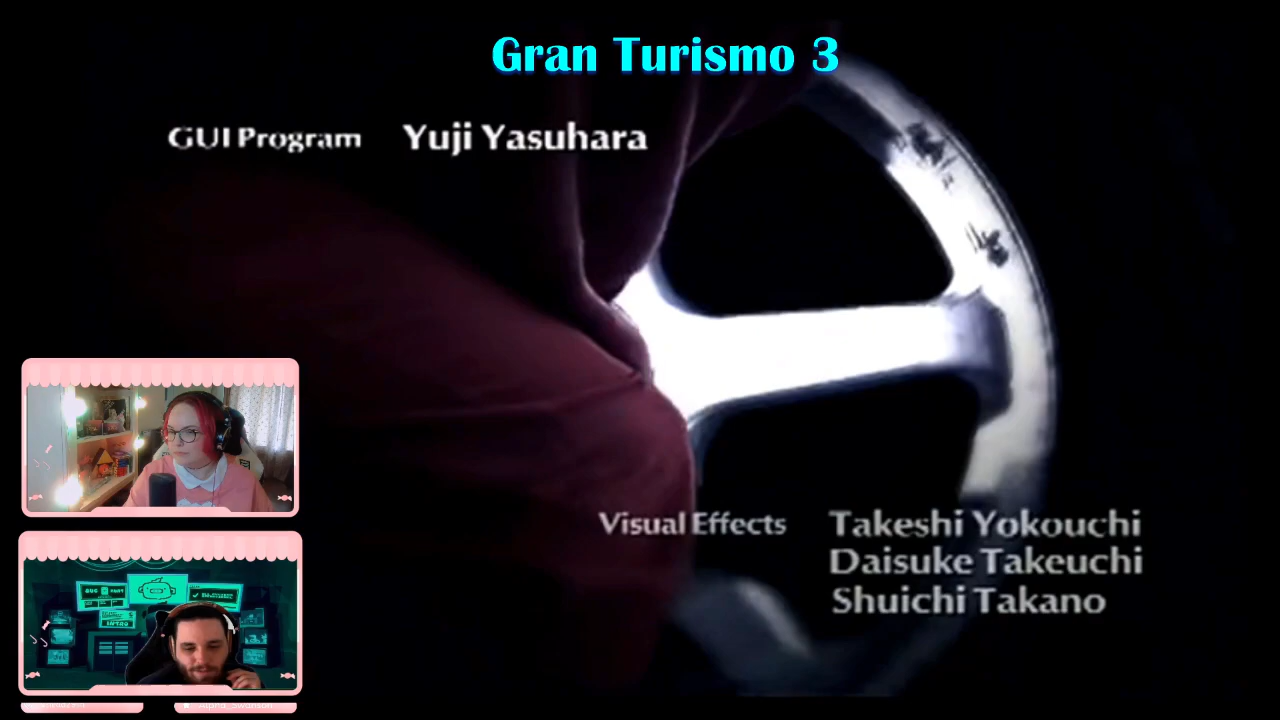 Gran Turismo 3
GUI Program Yuji Yasuhara
Visual Effects Takeshi Yokouchi
Daisuke Takeuchi
Shuichi Takano